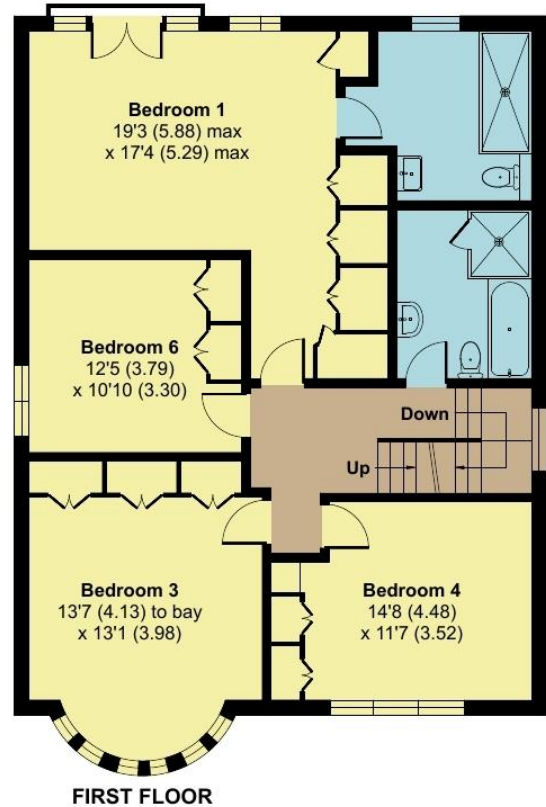 Bedroom 1
19'3 (5.88) max
x 17'4 (5.29) max
Bedroom 6
12'5 (3.79)
x 10'10 (3.30)
Down
Up
Bedroom 3
13'7 (4.13) to bay
x 13'1 (3.98)
Bedroom 4
14'8 (4.48)
x 11'7 (3.52)
FIRST FLOOR